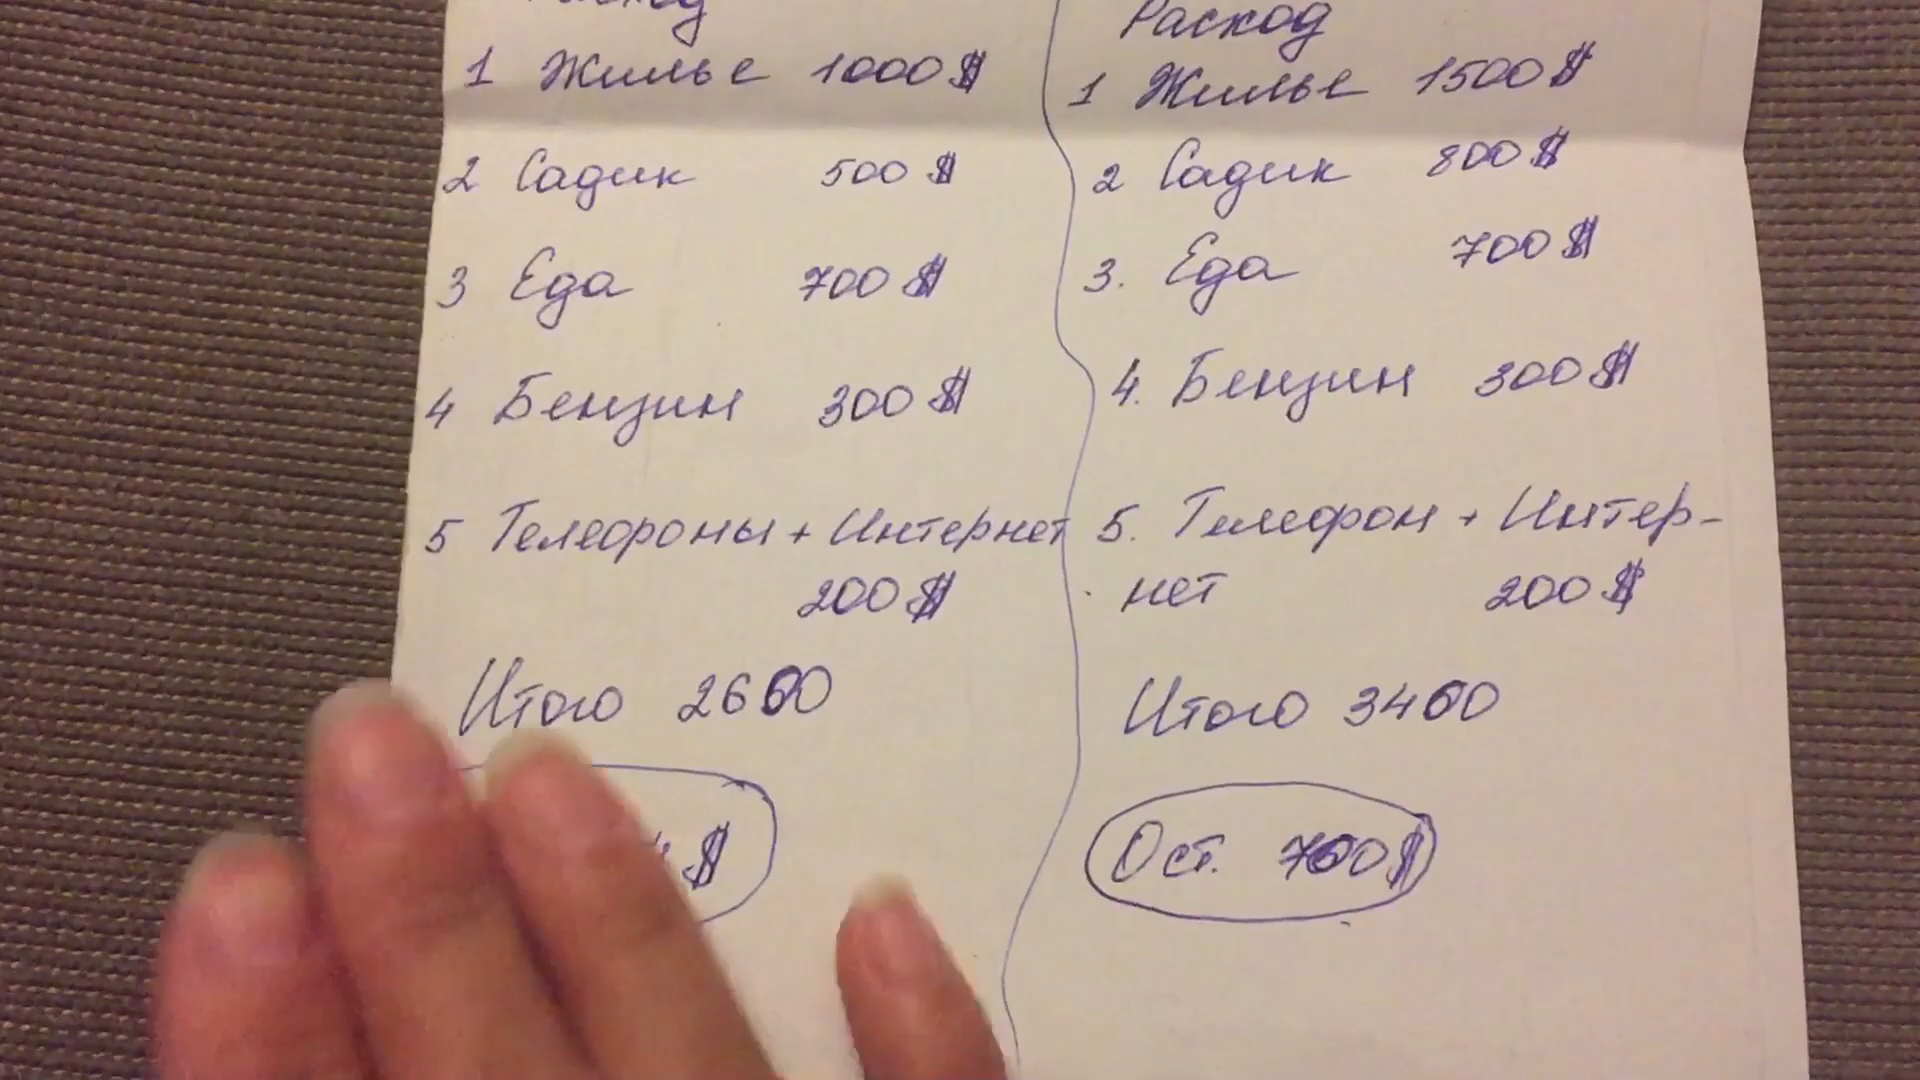 Расход
1 Жилье 1000$
2 Садик 500$
3 Еда 700$
4 Бензин 300$
5 Телефоны + Интернет
200$
Итого 2600
$
Расход
1 Жилье 1500$
2 Садик 800$
3. Еда 700$
4. Бензин 300$
5. Телефон + Интер-
нет 200$
Итого 3400
Ост. 700$